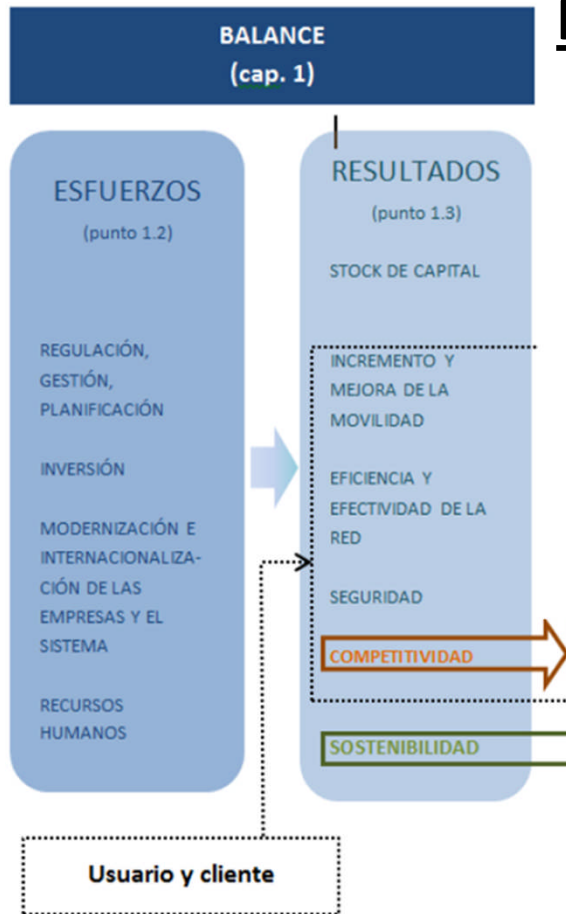 BALANCE
(cap. 1)
ESFUERZOS
(punto 1.2)
REGULACIÓN,
GESTIÓN,
PLANIFICACIÓN
INVERSIÓN
MODERNIZACIÓN E
INTERNACIONALIZA-
CIÓN DE LAS
EMPRESAS Y EL
SISTEMA
RECURSOS
HUMANOS
RESULTADOS
(punto 1.3)
STOCK DE CAPITAL
INCREMENTO Y
MEJORA DE LA
MOVILIDAD
EFICIENCIA Y
EFECTIVIDAD DE LA
RED
SEGURIDAD
COMPETITIVIDAD
SOSTENIBILIDAD
Usuario y cliente